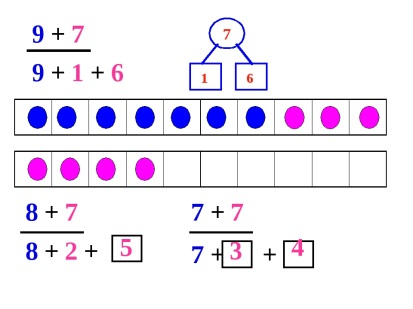 9 + 7
9 + 1 + 6
7
1 6
8 + 7
8 + 2 + 5
7 + 7
7 + 3 + 4